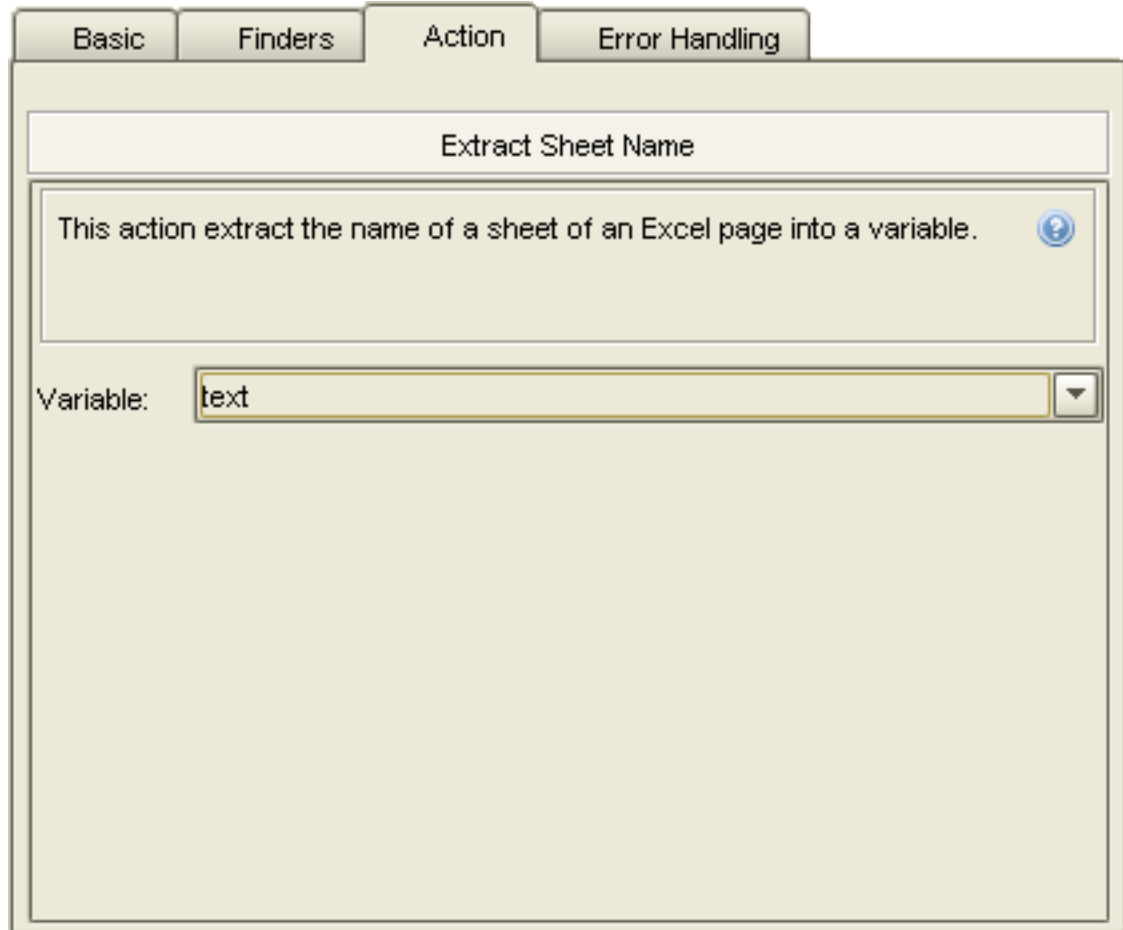 Basic Finders Action Error Handling
Extract Sheet Name
This action extract the name of a sheet of an Excel page into a variable.
Variable: text